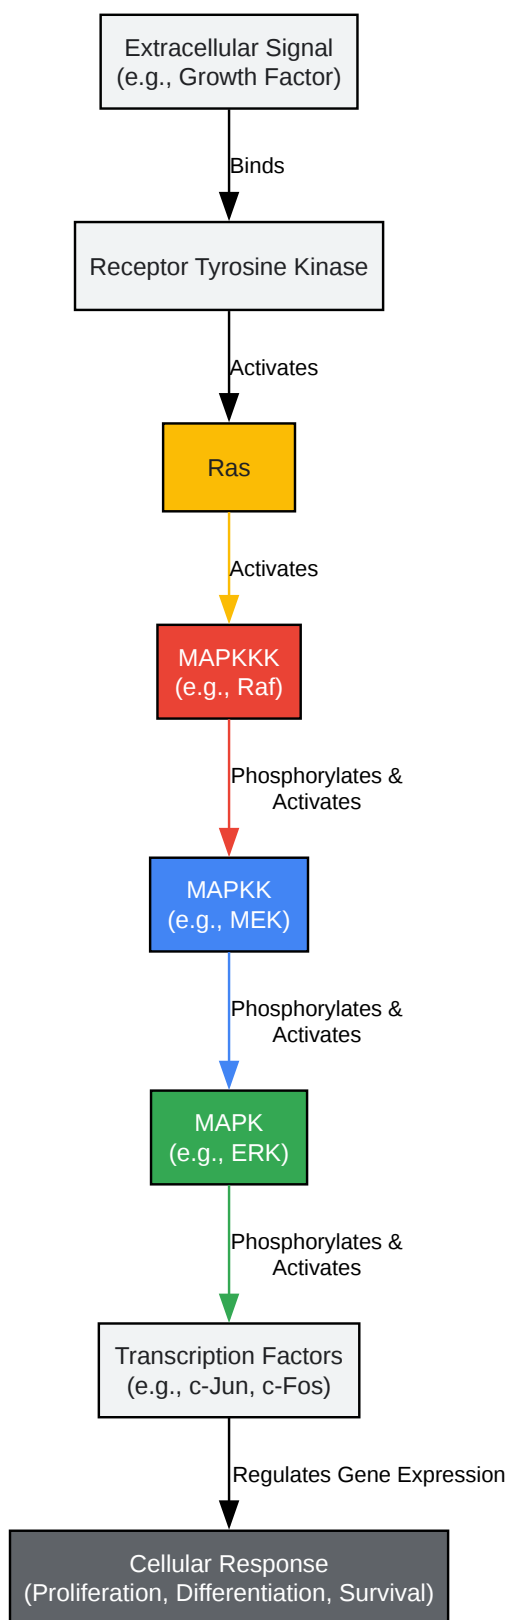 Extracellular Signal
(e.g., Growth Factor)
Binds
Receptor Tyrosine Kinase
Activates
Ras
Activates
MAPKKK
(e.g., Raf)
Phosphorylates &
Activates
MAPKK
(e.g., MEK)
Phosphorylates &
Activates
MAPK
(e.g., ERK)
Phosphorylates &
Activates
Transcription Factors
(e.g., c-Jun, c-Fos)
Regulates Gene Expression
Cellular Response
(Proliferation, Differentiation, Survival)